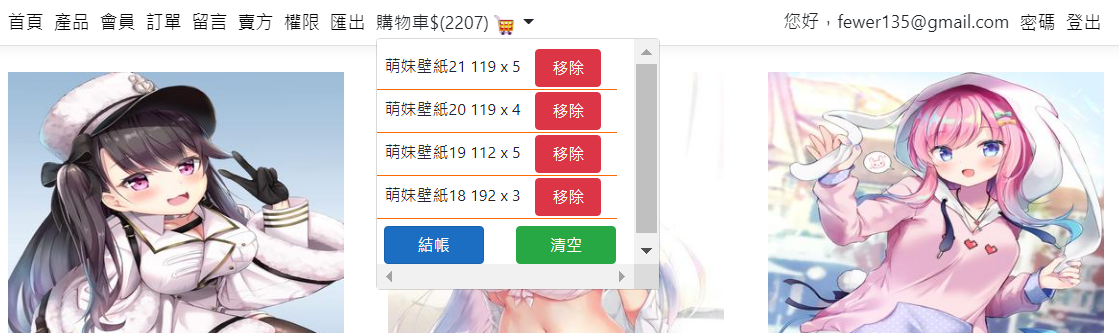 首頁 產品 會員 訂單 留言 賣方 權限 匯出 購物車$(2207) 您好，fewer135@gmail.com 密碼 登出
萌妹壁紙21 119 x 5 移除
萌妹壁紙20 119 x 4 移除
萌妹壁紙19 112 x 5 移除
萌妹壁紙18 192 x 3 移除
結帳 清空